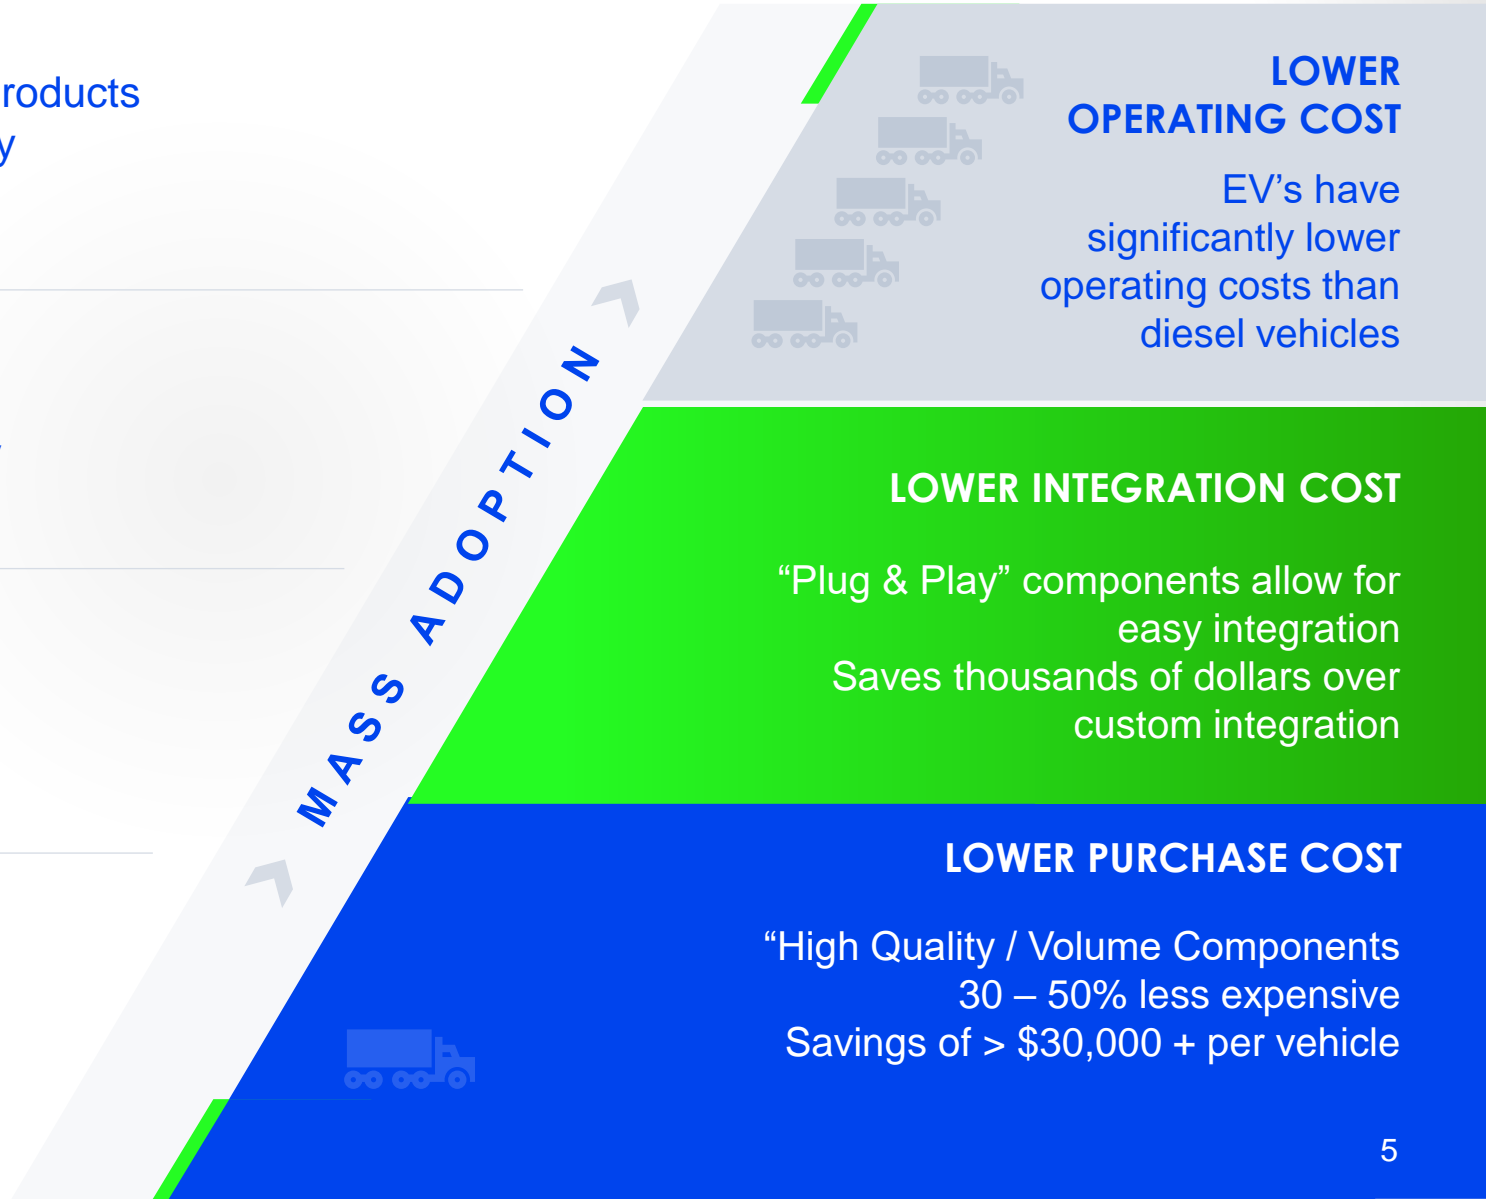 roducts
y
LOWER
OPERATING COST
EV’s have
significantly lower
operating costs than
diesel vehicles
MASS ADOPTION
LOWER INTEGRATION COST
“Plug & Play” components allow for
easy integration
Saves thousands of dollars over
custom integration
LOWER PURCHASE COST
“High Quality / Volume Components
30 – 50% less expensive
Savings of > $30,000 + per vehicle
5